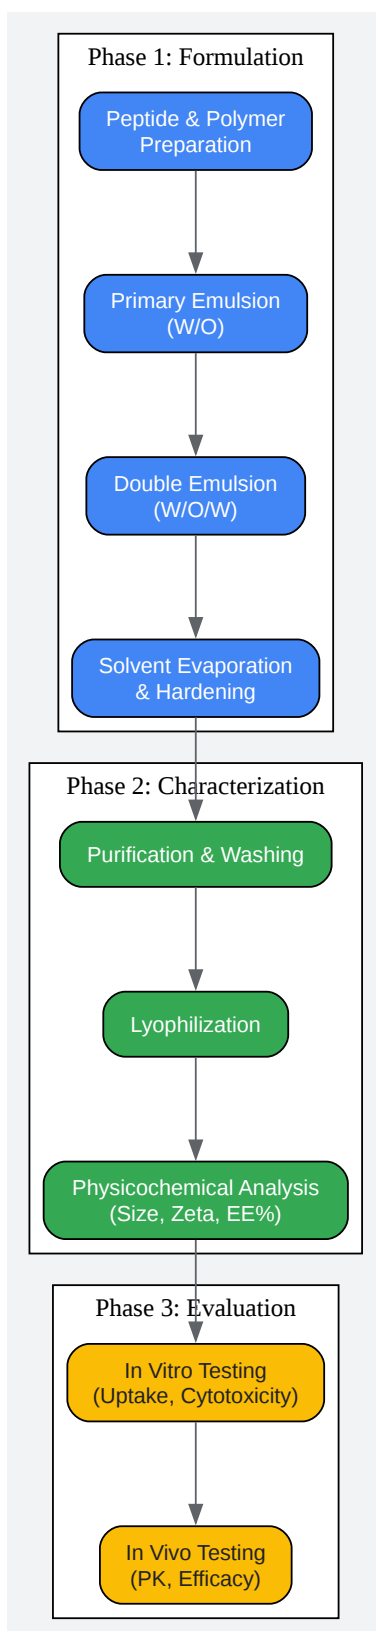 Phase 1: Formulation
Peptide & Polymer
Preparation
Primary Emulsion
(W/O)
Double Emulsion
(W/O/W)
Solvent Evaporation
& Hardening
Phase 2: Characterization
Purification & Washing
Lyophilization
Physicochemical Analysis
(Size, Zeta, EE%)
Phase 3: Evaluation
In Vitro Testing
(Uptake, Cytotoxicity)
In Vivo Testing
(PK, Efficacy)